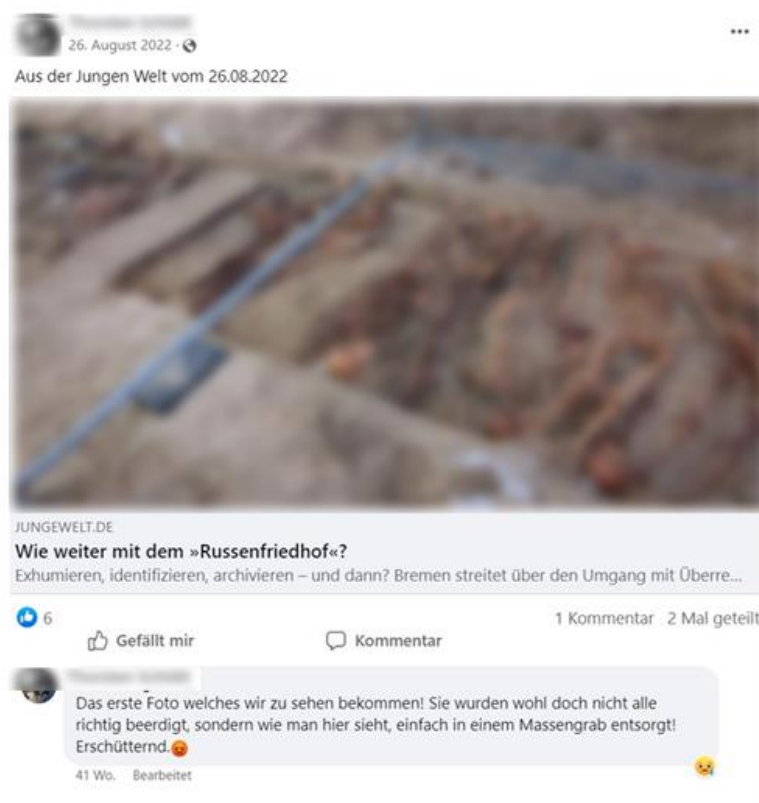 26. August 2022 ·
Aus der Jungen Welt vom 26.08.2022
JUNGEWELT.DE
Wie weiter mit dem »Russenfriedhof«?
Exhumieren, identifizieren, archivieren – und dann? Bremen streitet über den Umgang mit Überre...
6
1 Kommentar 2 Mal geteilt
Gefällt mir
Kommentar
Das erste Foto welches wir zu sehen bekommen! Sie wurden wohl doch nicht alle
richtig beerdigt, sondern wie man hier sieht, einfach in einem Massengrab entsorgt!
Erschütternd.😡
41 Wo. Bearbeitet